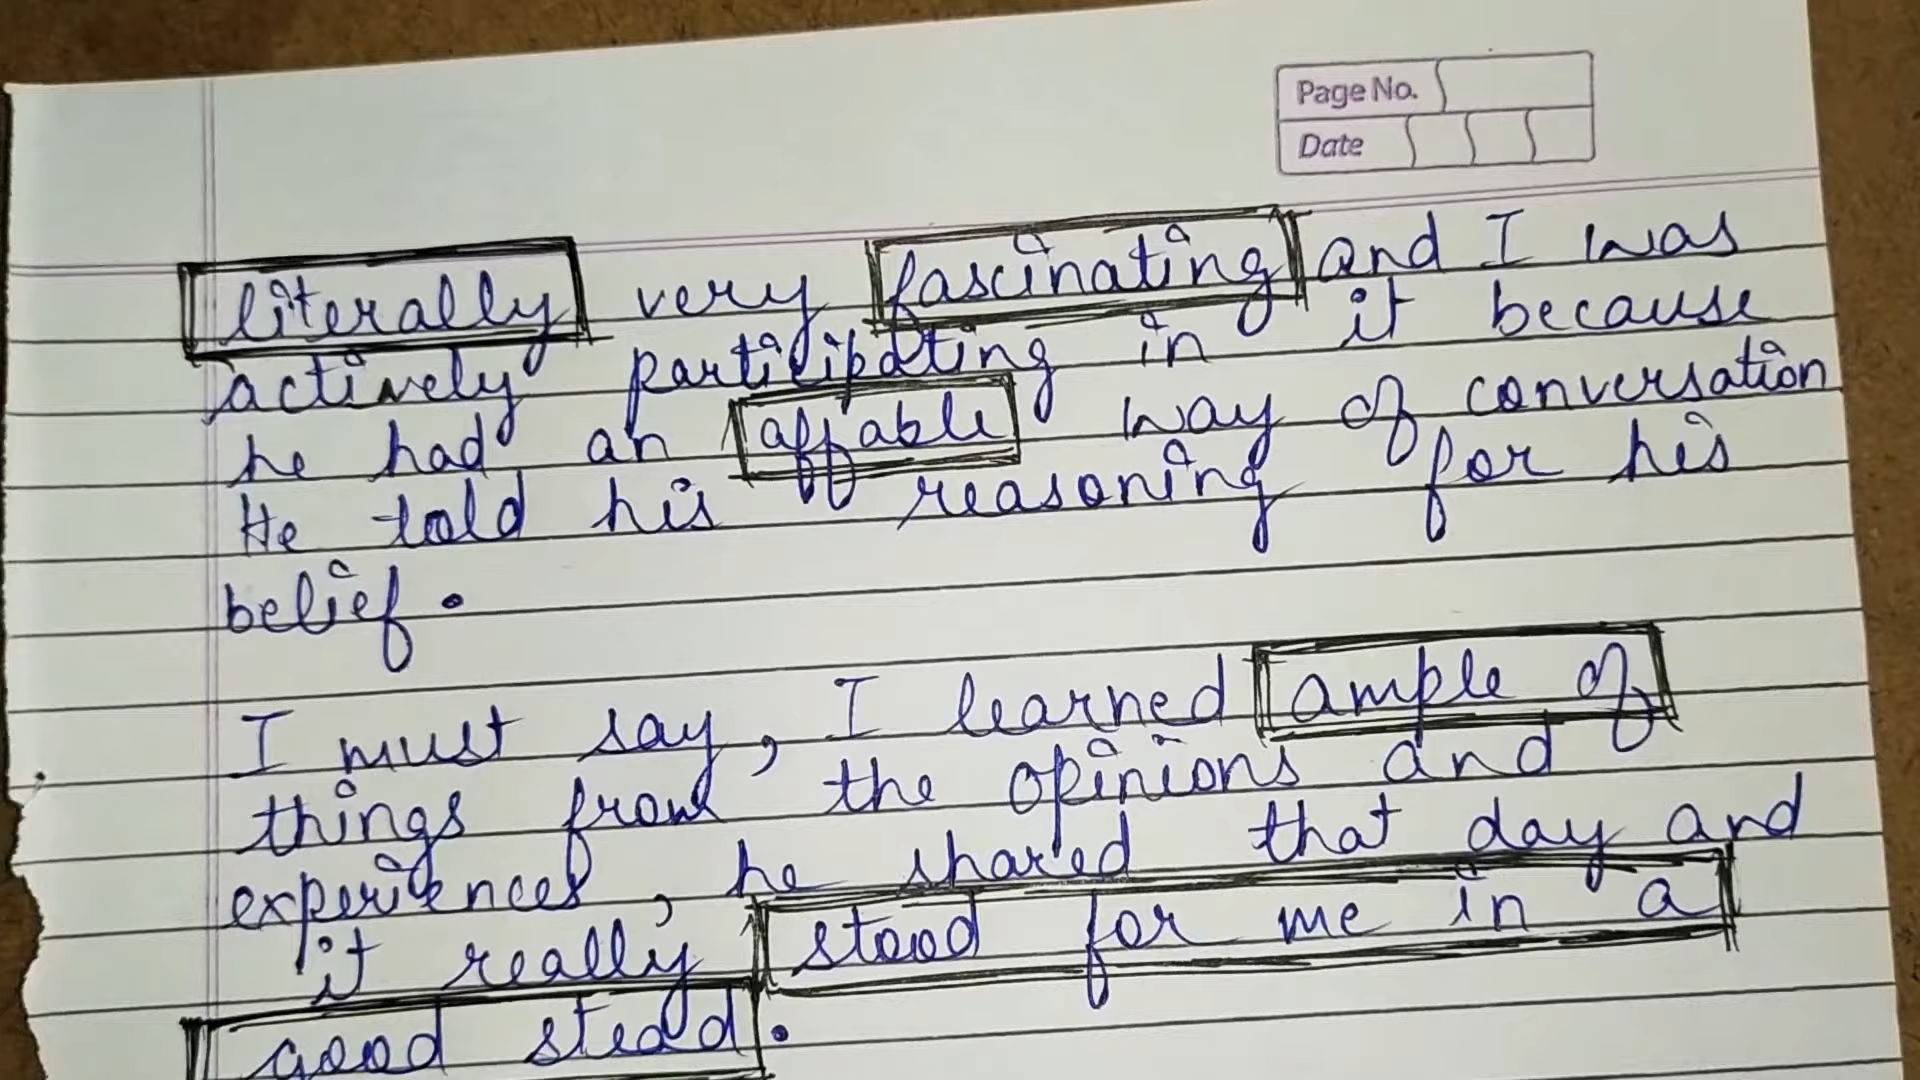 Page No.
Date
literally very fascinating and I was
actively participating in it because
he had an affable way of conversation
He told his reasoning for his
belief.
I must say, I learned ample of
things from the opinions and
experiences, he shared that day and
it really stood for me in a
good stead.